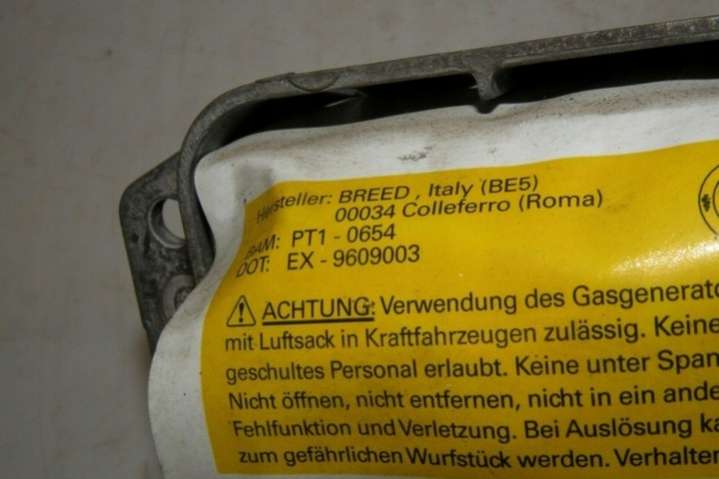 Hersteller: BREED, Italy (BE5)
00034 Colleferro (Roma)
BAM: PT1 - 0654
DOT: EX - 9609003
ACHTUNG: Verwendung des Gasgenerato
mit Luftsack in Kraftfahrzeugen zulässig. Keine
geschultes Personal erlaubt. Keine unter Span
Nicht öffnen, nicht entfernen, nicht in ein ande
Fehlfunktion und Verletzung. Bei Auslösung ka
zum gefährlichen Wurfstück werden. Verhalten